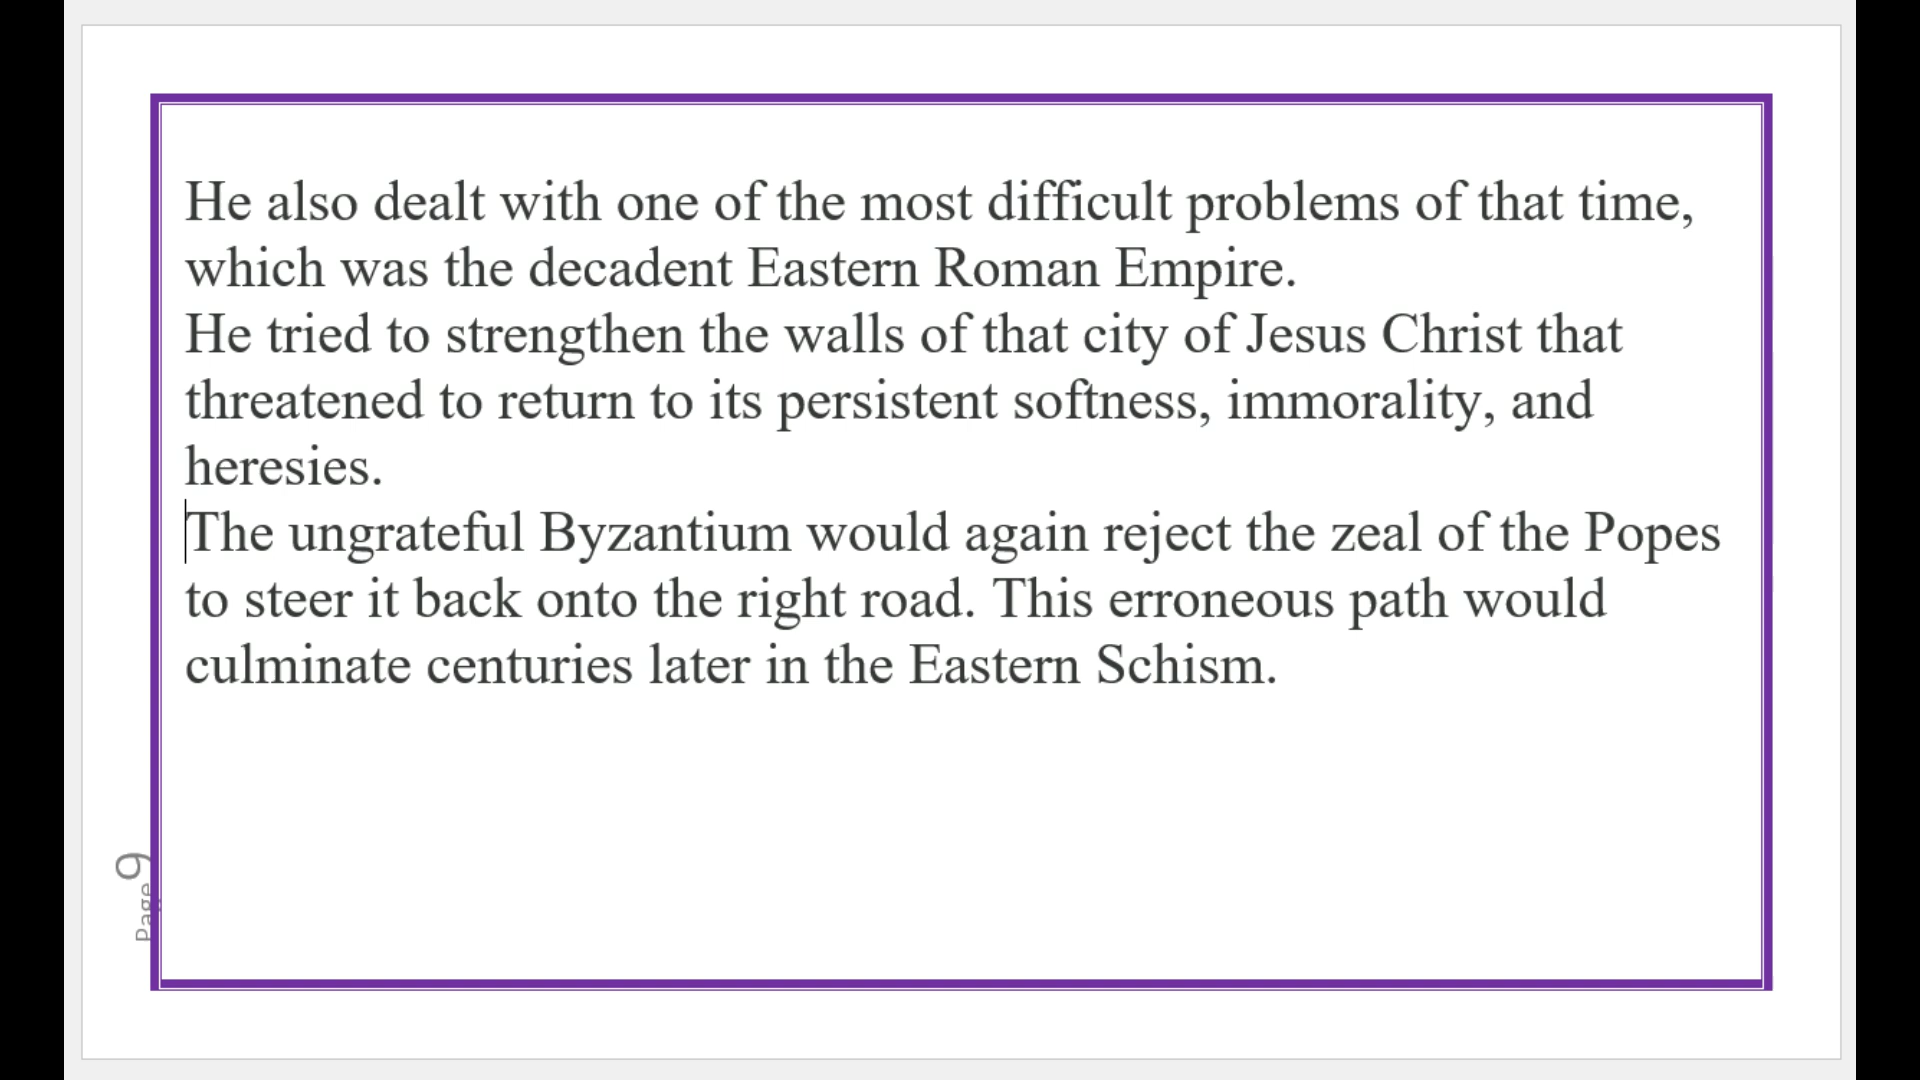 He also dealt with one of the most difficult problems of that time,
which was the decadent Eastern Roman Empire.
He tried to strengthen the walls of that city of Jesus Christ that
threatened to return to its persistent softness, immorality, and
heresies.
The ungrateful Byzantium would again reject the zeal of the Popes
to steer it back onto the right road. This erroneous path would
culminate centuries later in the Eastern Schism.
Page 9